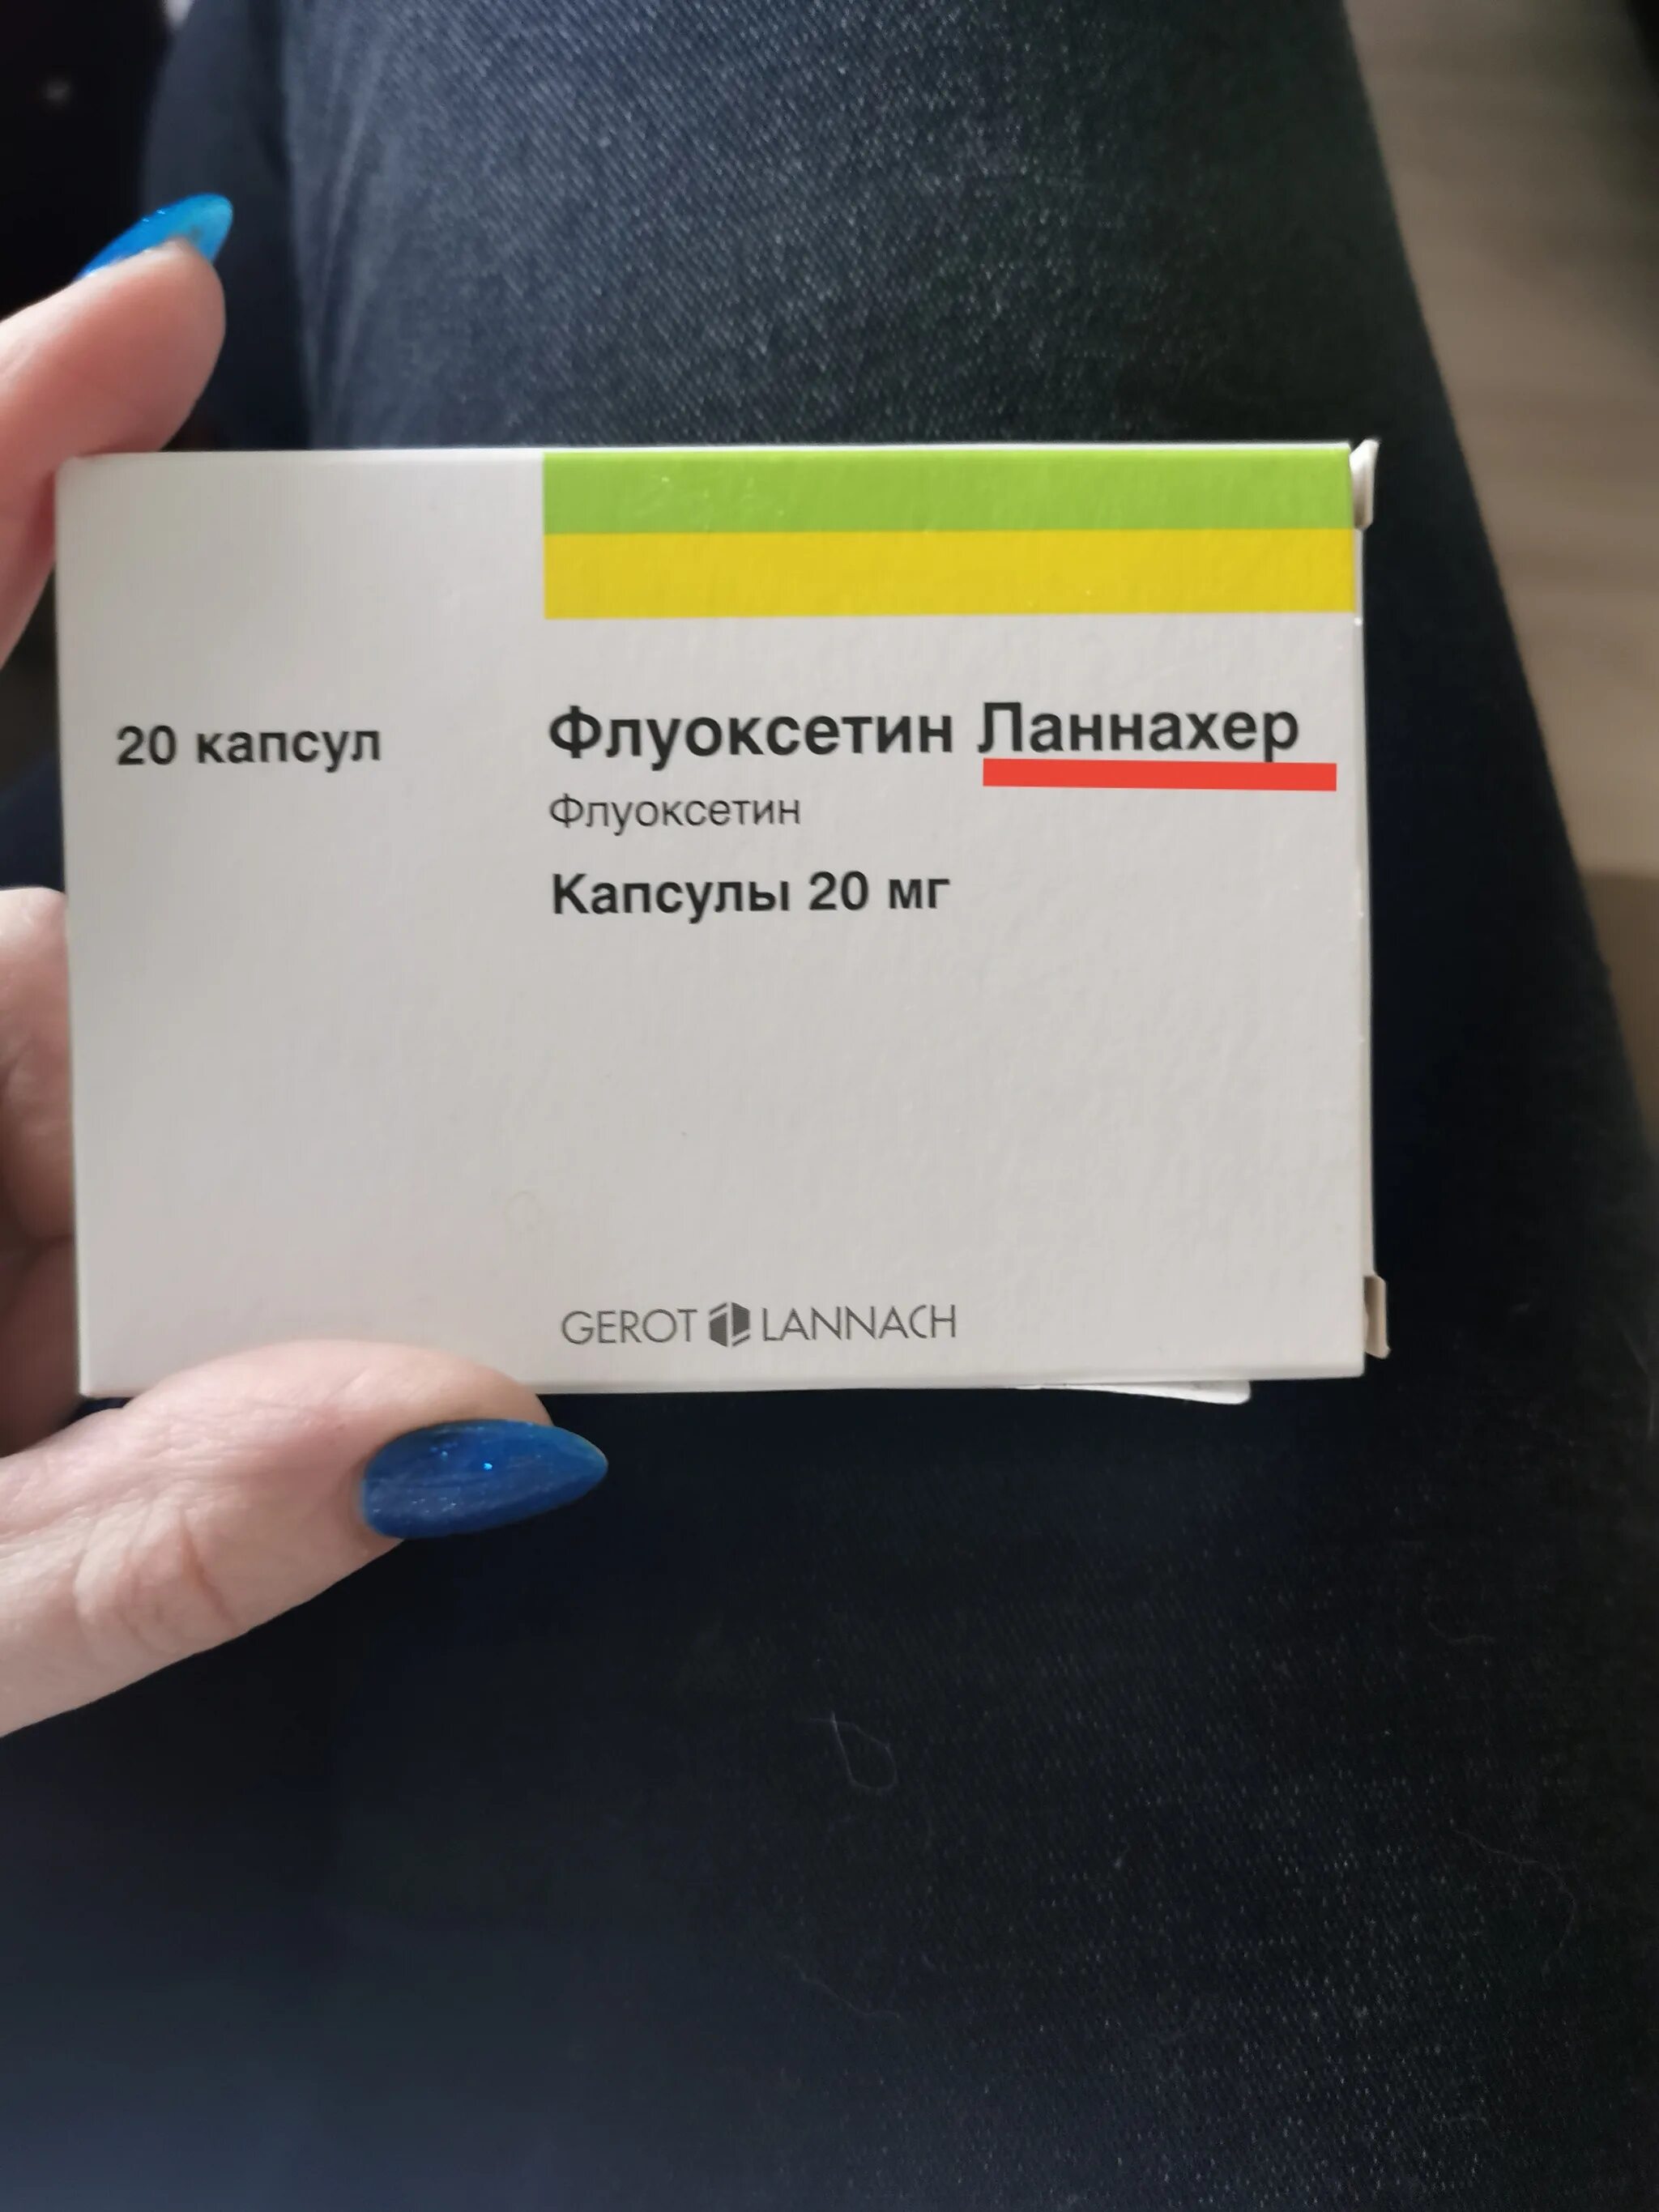 20 капсул
Флуоксетин Ланнахер
Флуоксетин
Капсулы 20 мг
GEROT LANNACH